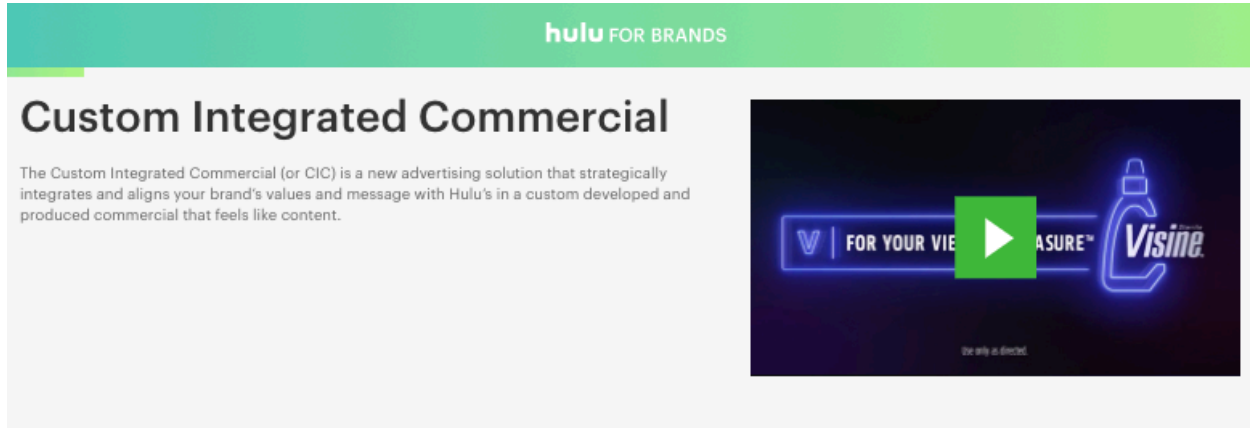 hulu FOR BRANDS
Custom Integrated Commercial
The Custom Integrated Commercial (or CIC) is a new advertising solution that strategically
integrates and aligns your brand's values and message with Hulu's in a custom developed and
produced commercial that feels like content.
V | FOR YOUR VIE ASURE™ Visine.
Use only as directed.